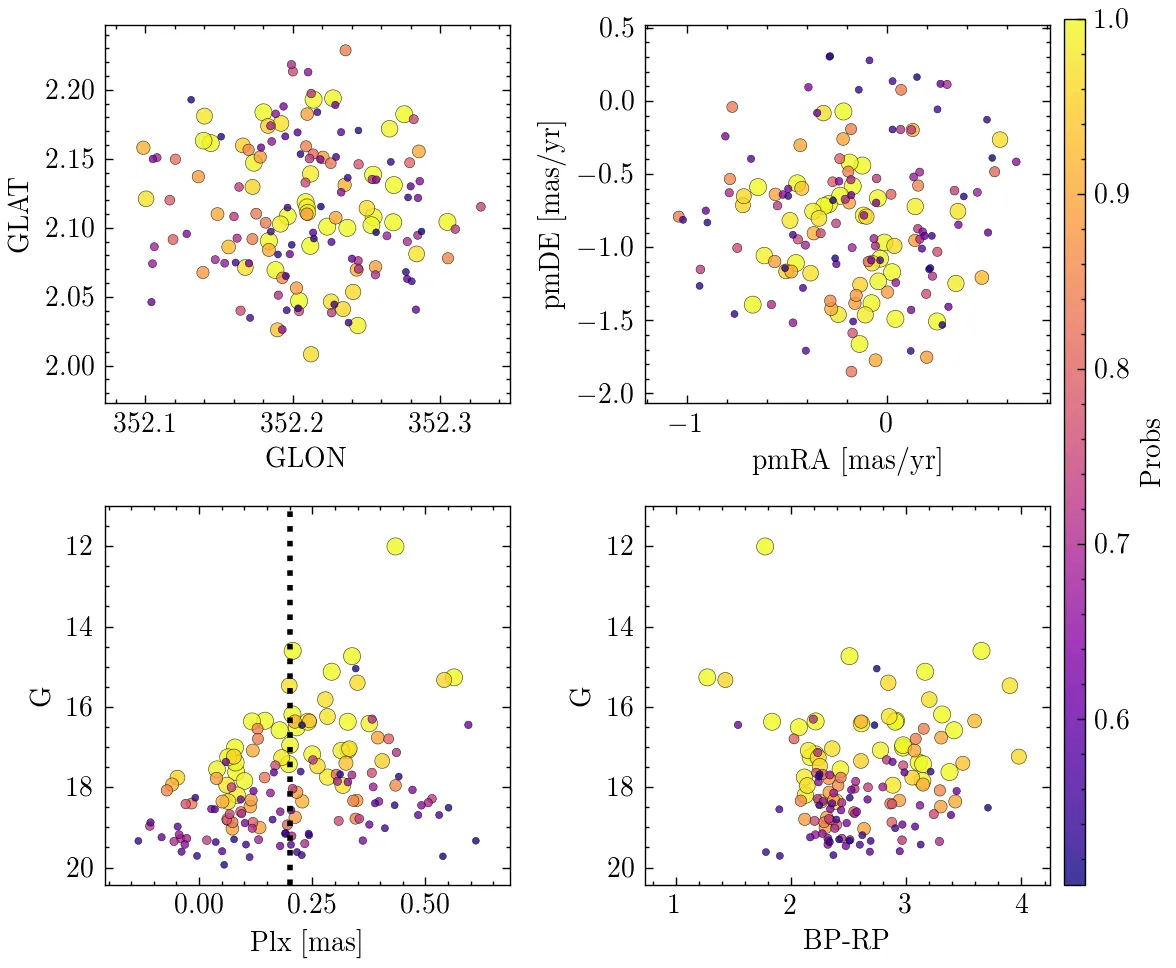 2.20
2.15
2.10
2.05
2.00
GLAT
352.1 352.2 352.3
GLON
0.5
0.0
−0.5
−1.0
−1.5
−2.0
pmDE [mas/yr]
−1 0
pmRA [mas/yr]
12
14
16
18
20
G
0.00 0.25 0.50
Plx [mas]
12
14
16
18
20
G
1 2 3 4
BP-RP
1.0
0.9
0.8
0.7
0.6
Probs